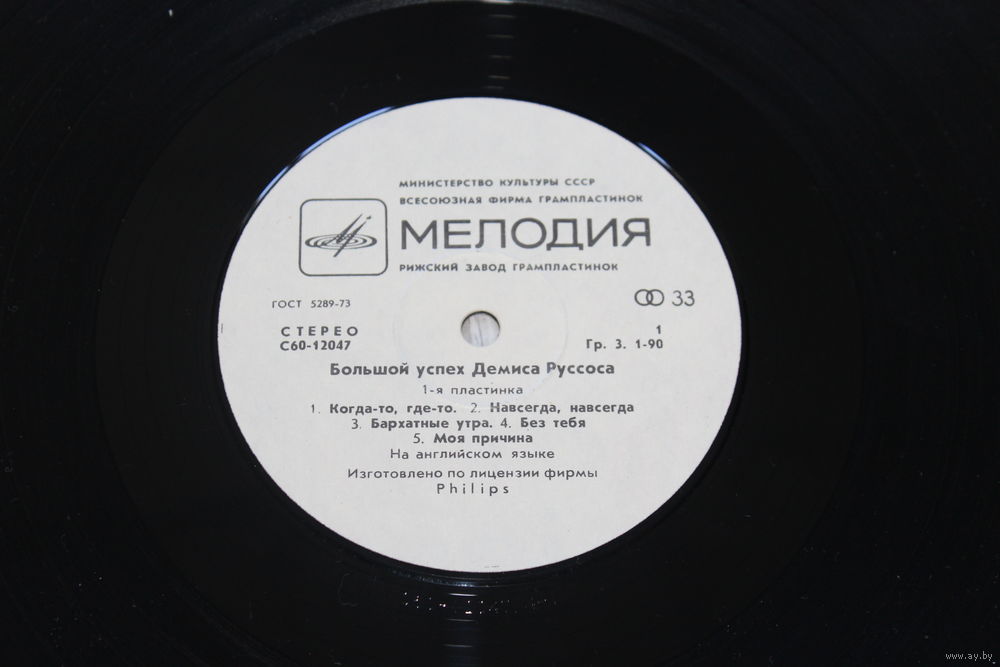 МИНИСТЕРСТВО КУЛЬТУРЫ СССР
ВСЕСОЮЗНАЯ ФИРМА ГРАМПЛАСТИНОК
МЕЛОДИЯ
РИЖСКИЙ ЗАВОД ГРАМПЛАСТИНОК
ГОСТ 5289-73
33
СТЕРЕО
1
С60-12047
Гр. 3. 1-90
Большой успех Демиса Руссоса
1-я пластинка
1. Когда-то, где-то. 2. Навсегда, навсегда
3. Бархатные утра. 4. Без тебя
5. Моя причина
На английском языке
Изготовлено по лицензии фирмы
Philips
www.ay.by